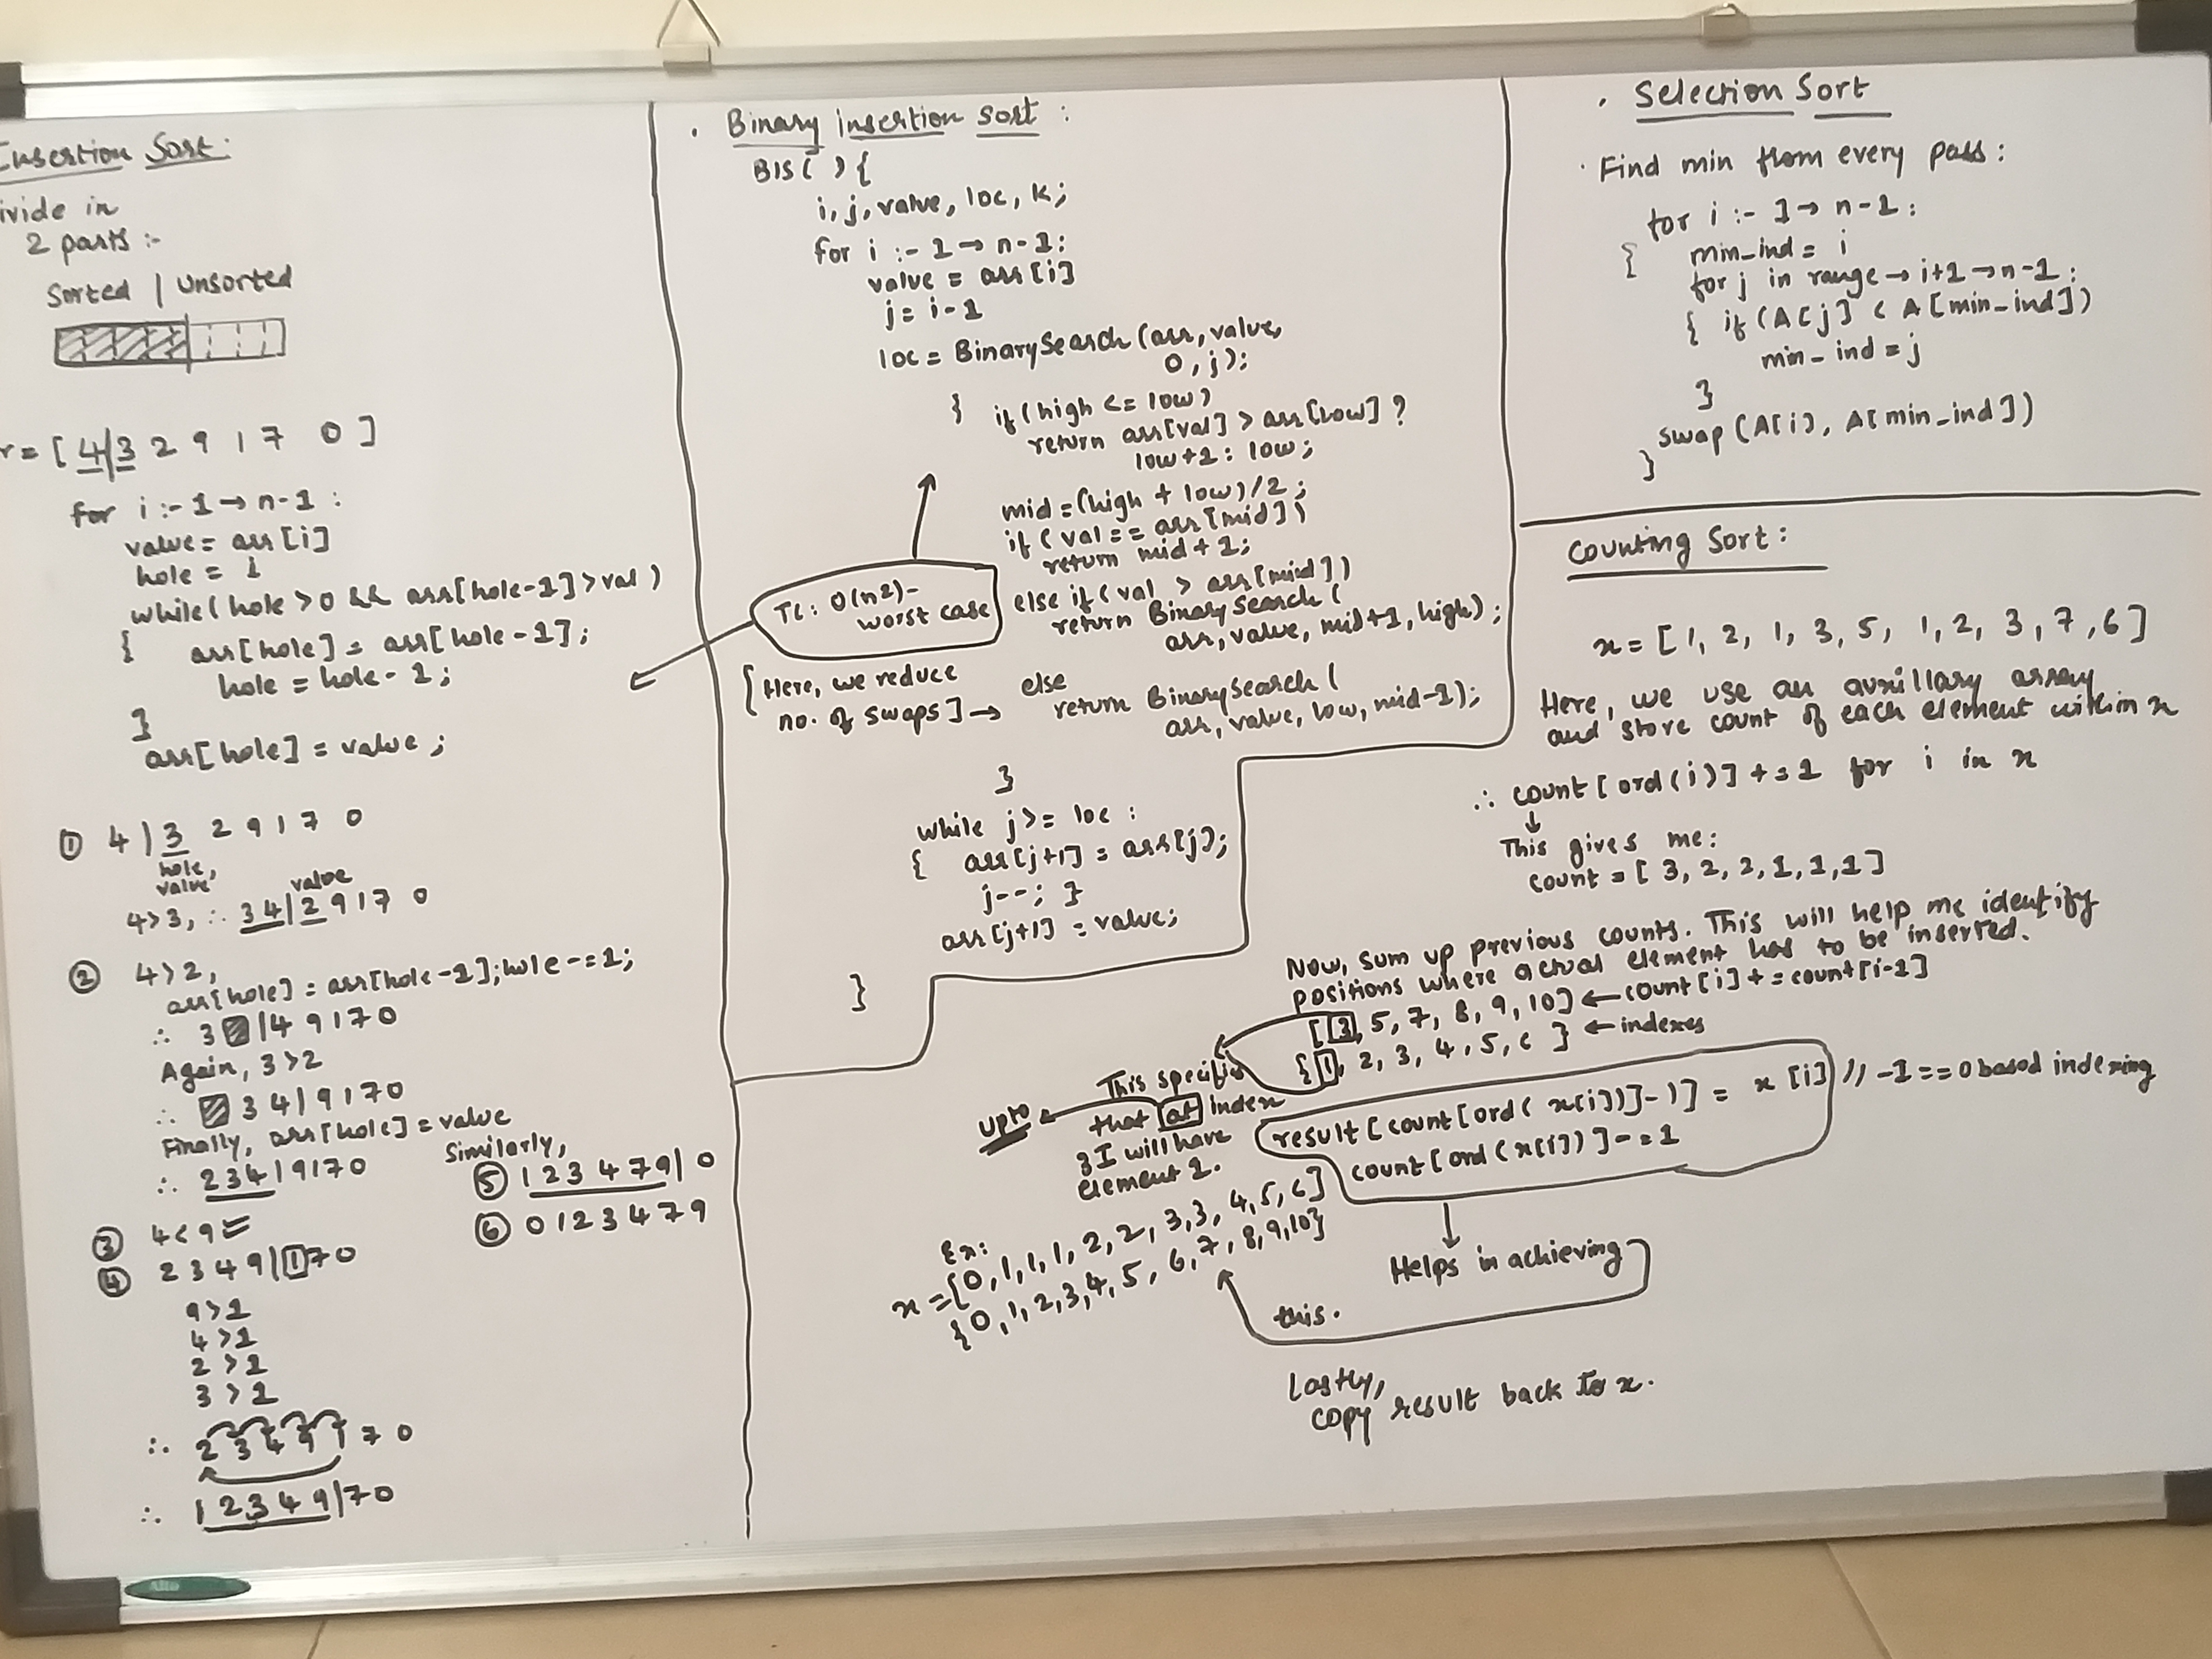 Insertion Sort:
ivide in
2 parts :-
Sorted | Unsorted
r = [ 4|3 2 9 1 7 0 ]
for i :- 1 → n-1 :
value = arr [i]
hole = i
while ( hole > 0 && arr[hole-1] > val )
{ arr[hole] = arr[hole-1];
hole = hole - 1;
}
arr[hole] = value ;
① 4 | 3 2 9 1 7 0
hole,
value
value
4>3, ∴ 3 4 | 2 9 1 7 0
② 4 > 2,
arr[hole] = arr[hole-1]; hole -= 1;
∴ 3 | 4 9 1 7 0
Again, 3 > 2
∴ 3 4 | 9 1 7 0
Finally, arr[hole] = value
∴ 2 3 4 | 9 1 7 0
③ 4 < 9
④ 2 3 4 9 | 1 7 0
9 > 1
4 > 1
2 > 1
3 > 1
∴ 2 3 4 9 1 7 0
∴ 1 2 3 4 9 | 7 0
Similarly,
⑤ 1 2 3 4 7 9 | 0
⑥ 0 1 2 3 4 7 9
. Binary insertion sort :
BIS( ) {
i, j, value, loc, k;
for i :- 1 → n-1:
value = arr [i]
j = i-1
loc = BinarySearch (arr, value,
0, j);
{ if (high <= low)
return arr[val] > arr[low] ?
low+1 : low;
mid = (high + low)/2 ;
if ( val == arr [mid] )
return mid + 1;
else if ( val > arr[mid] )
return BinarySearch (
arr, value, mid+1, high) ;
else
return BinarySearch (
arr, value, low, mid-1);
}
TC: O(n2)-
worst case
[ Here, we reduce
no. of swaps ] →
while j >= loc :
{ arr[j+1] = arr[j];
j--; }
arr[j+1] = value;
}
. Selection Sort
. Find min from every pass :
for i :- 1 → n-1 :
{ min_ind = i
for j in range → i+1 → n-1 :
{ if (A[j] < A[min_ind])
min_ind = j
}
swap (A[i], A[min_ind])
}
Counting Sort :
x = [ 1, 2, 1, 3, 5, 1, 2, 3, 7 , 6 ]
Here, we use an auxillary array
and store count of each element within x
∴ count [ ord(i) ] += 1 for i in x
↓
This gives me:
count = [ 3, 2, 2, 1, 1, 1 ]
Now, sum up previous counts. This will help me identify
positions where actual element has to be inserted.
[ 3, 5, 7, 8, 9, 10] ← count[i] += count[i-1]
{ 1, 2, 3, 4, 5, 6 } ← indexes
This specifies
upto ← that at index
3 I will have
element 1.
result [ count [ ord( x[i])]-1] = x [i] // -1 == 0 based indexing
count [ ord ( x[i]) ] -= 1
Ex:
x = {0, 1, 1, 1, 2, 2, 3, 3, 4, 5, 6 ]
{ 0, 1, 2, 3, 4, 5, 6, 7, 8, 9, 10}
Helps in achieving
this.
Lastly,
copy result back to x.
Alto